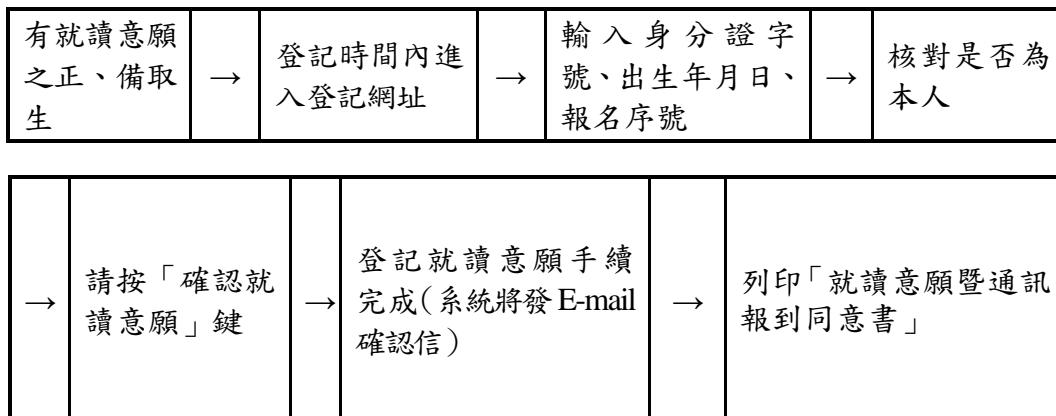 有就讀意願
之正、備取
生
→
登記時間內進
入登記網址
→
輸入身分證字
號、出生年月日、
報名序號
→
核對是否為
本人
→
請按「確認就
讀意願」鍵
→
登記就讀意願手續
完成(系統將發 E-mail
確認信)
→
列印「就讀意願暨通訊
報到同意書」